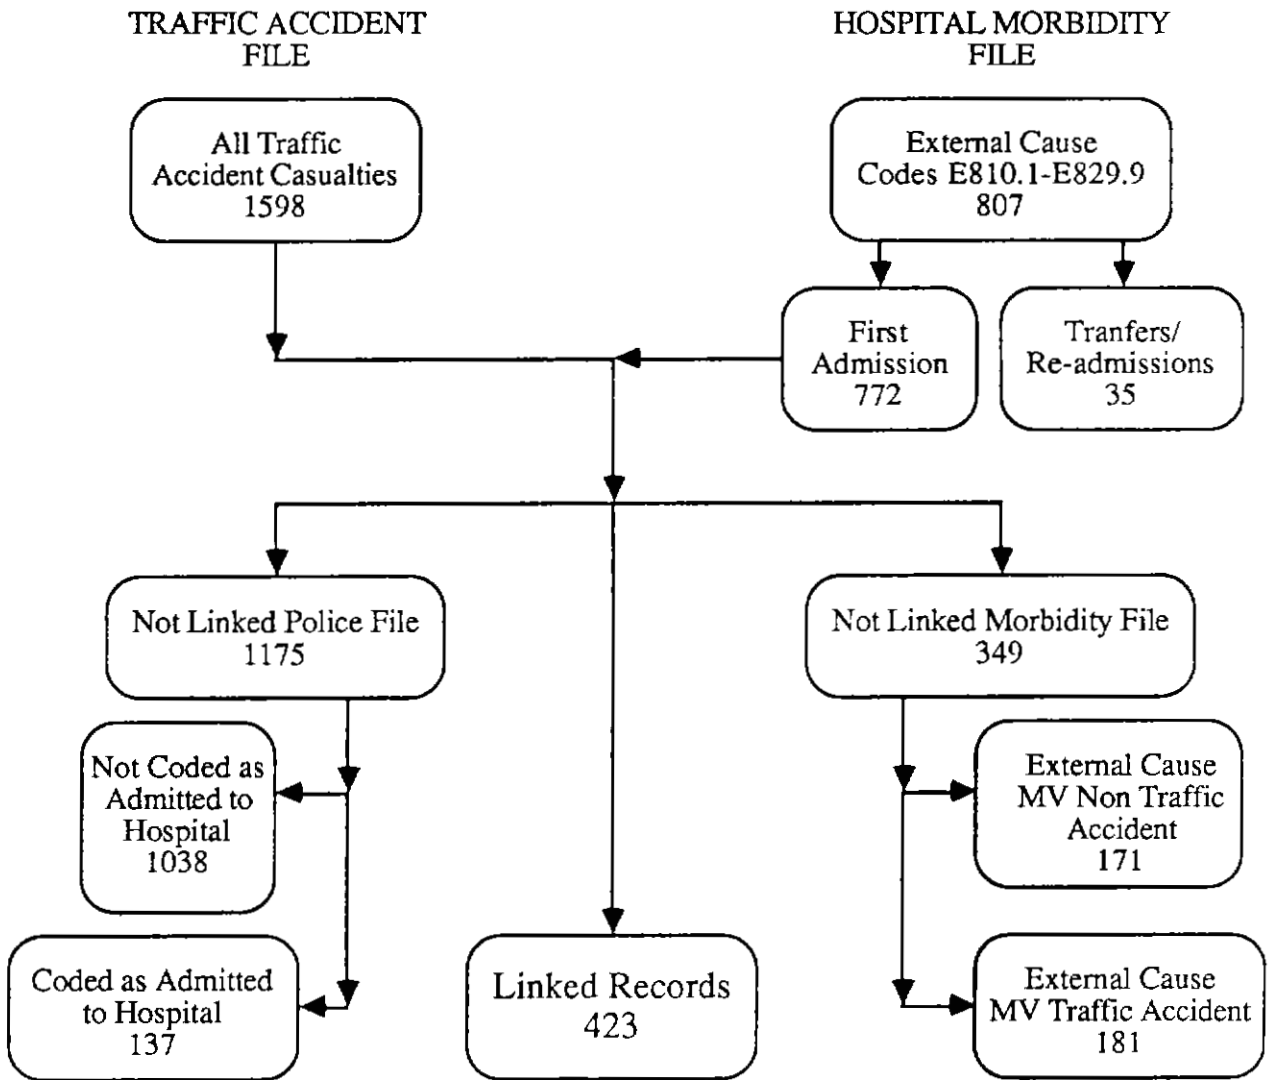 TRAFFIC ACCIDENT
FILE
HOSPITAL MORBIDITY
FILE
All Traffic
Accident Casualties
1598
External Cause
Codes E810.1-E829.9
807
First
Admission
772
Tranfers/
Re-admissions
35
Not Linked Police File
1175
Not Linked Morbidity File
349
Not Coded as
Admitted to
Hospital
1038
External Cause
MV Non Traffic
Accident
171
Coded as Admitted
to Hospital
137
Linked Records
423
External Cause
MV Traffic Accident
181